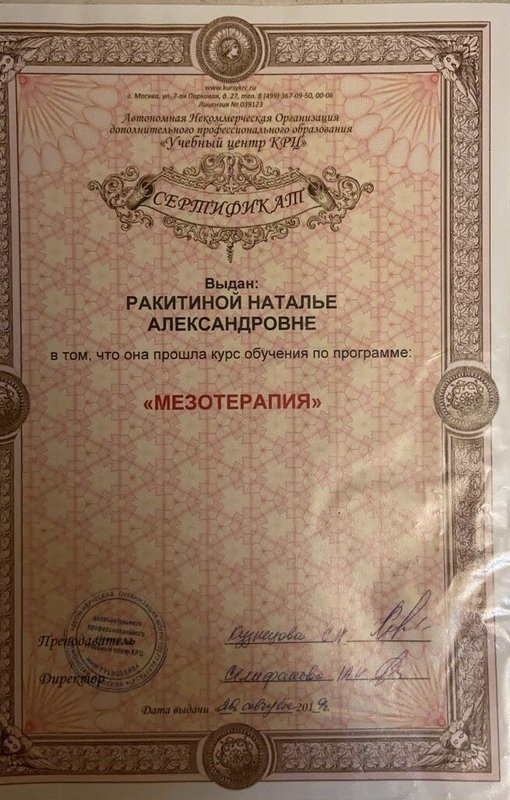 www.kursykrc.ru
г. Москва, ул. 7-ая Парковая, д. 27, тел. 8 (499) 367-09-50, 00-06
Лицензия № 039123
Автономная Некоммерческая Организация
дополнительного профессионального образования
«Учебный центр КРЦ»
СЕРТИФИКАТ
Выдан:
РАКИТИНОЙ НАТАЛЬЕ
АЛЕКСАНДРОВНЕ
в том, что она прошла курс обучения по программе:
«МЕЗОТЕРАПИЯ»
Преподаватель Кузнецова С.
Директор
Дата выдачи августа 2019г.